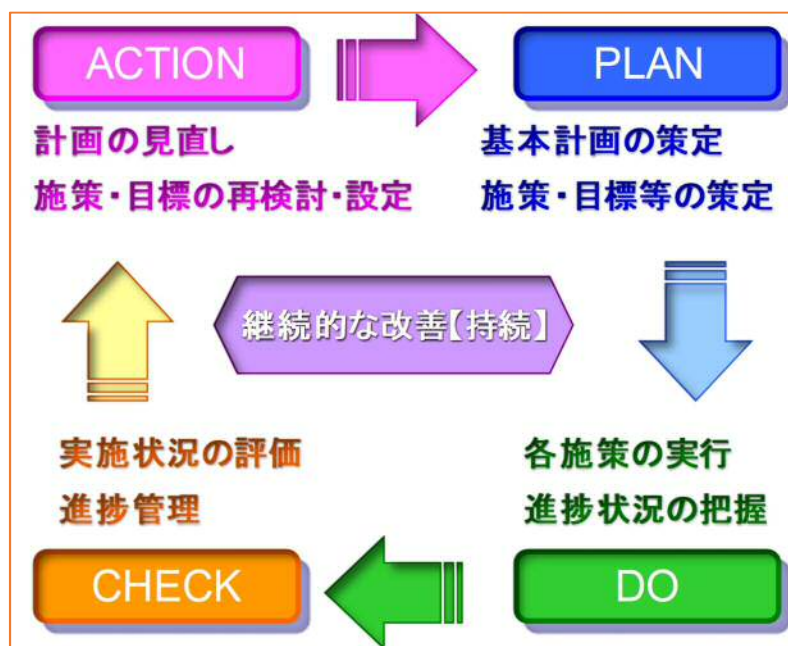 ACTION
PLAN
計画の見直し
施策・目標の再検討・設定
基本計画の策定
施策・目標等の策定
継続的な改善【持続】
実施状況の評価
進捗管理
各施策の実行
進捗状況の把握
CHECK
DO